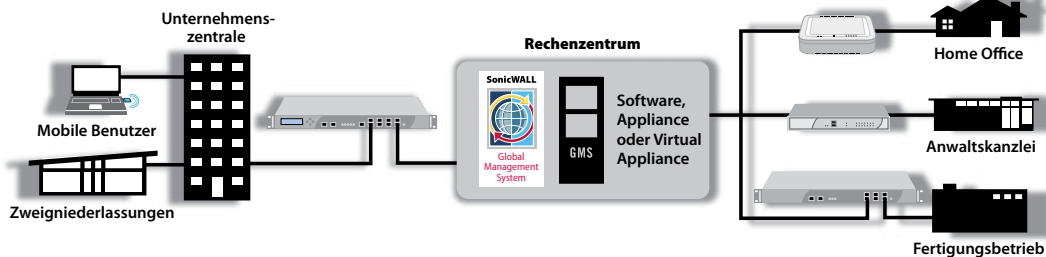 Unternehmens-
zentrale
Mobile Benutzer
Zweigniederlassungen
Rechenzentrum
SonicWALL
Global
Management
System
GMS
Software,
Appliance
oder Virtual
Appliance
Home Office
Anwaltskanzlei
Fertigungsbetrieb